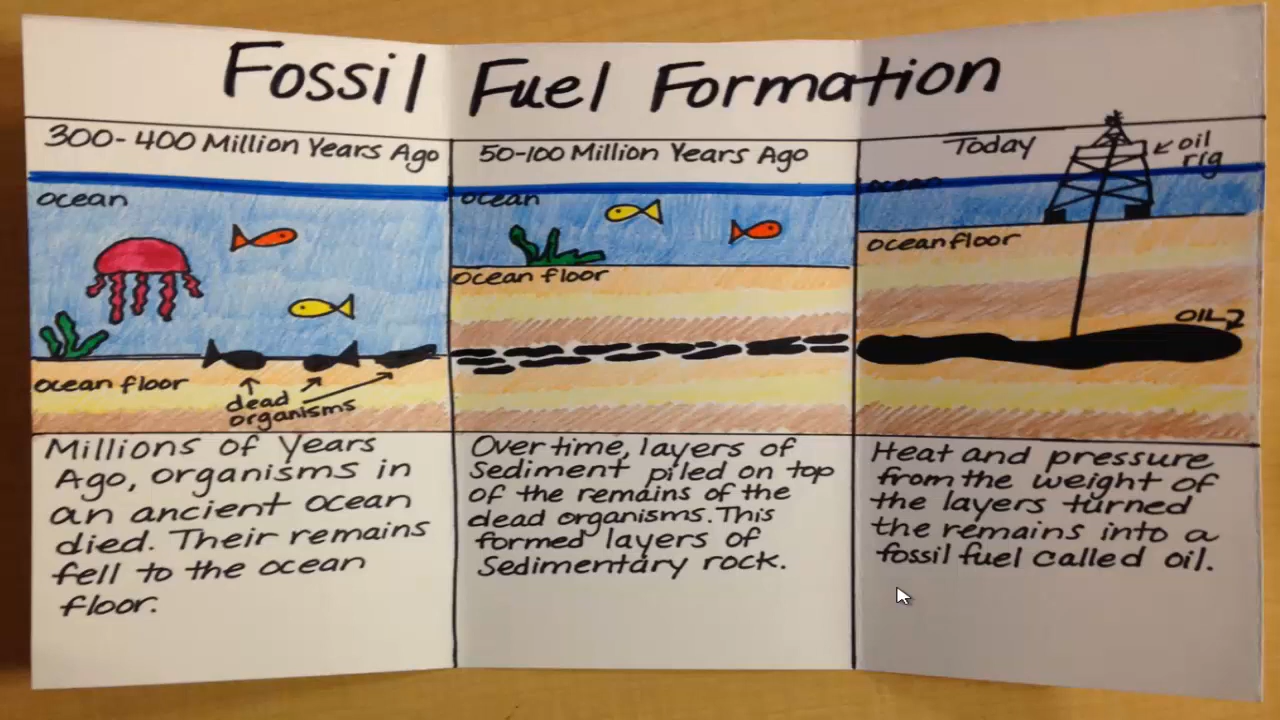 Fossil Fuel Formation
300-400 Million Years Ago
ocean
ocean floor
dead
organisms
Millions of Years
Ago, organisms in
an ancient ocean
died. Their remains
fell to the ocean
floor.
50-100 Million Years Ago
ocean
ocean floor
Over time, layers of
Sediment piled on top
of the remains of the
dead organisms. This
formed layers of
Sedimentary rock.
Today
oil
rig
ocean
ocean floor
OIL
Heat and pressure
from the weight of
the layers turned
the remains into a
fossil fuel called oil.